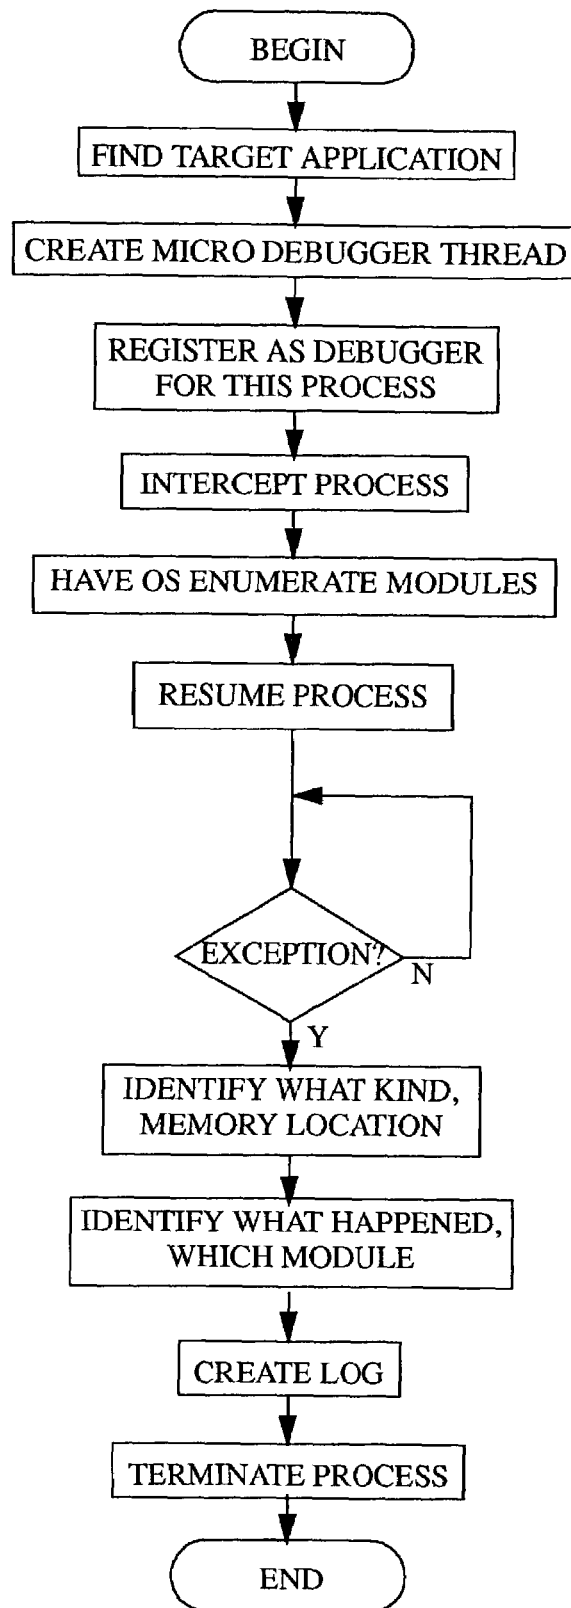 BEGIN
FIND TARGET APPLICATION
CREATE MICRO DEBUGGER THREAD
REGISTER AS DEBUGGER
FOR THIS PROCESS
INTERCEPT PROCESS
HAVE OS ENUMERATE MODULES
RESUME PROCESS
EXCEPTION?
N
Y
IDENTIFY WHAT KIND,
MEMORY LOCATION
IDENTIFY WHAT HAPPENED,
WHICH MODULE
CREATE LOG
TERMINATE PROCESS
END